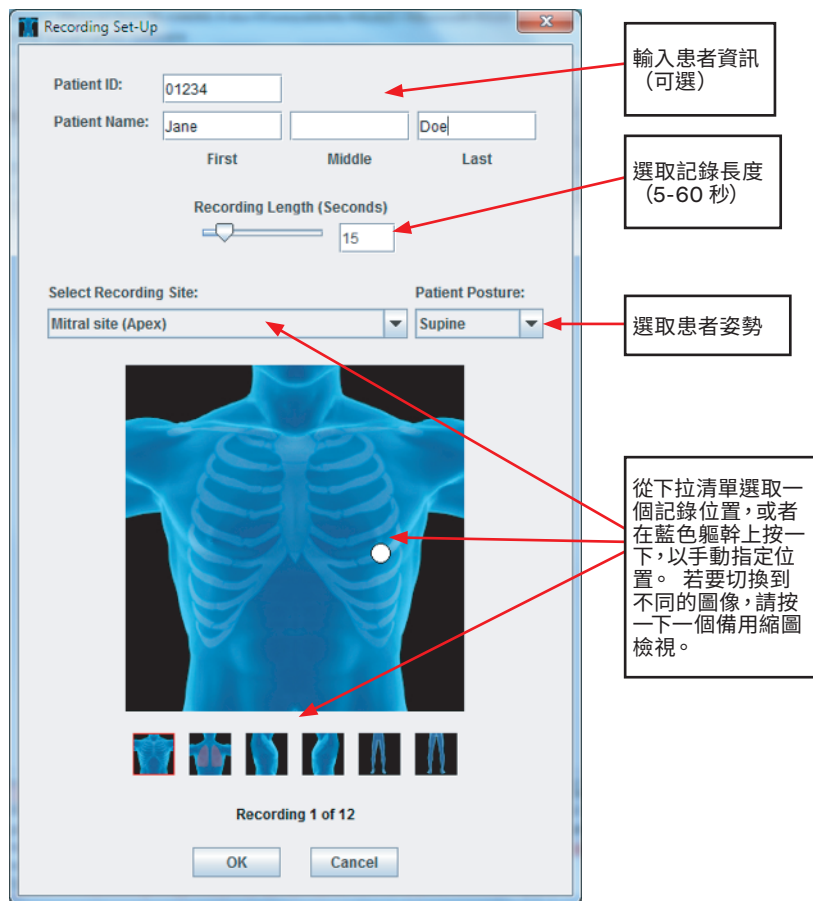 Recording Set-Up
Patient ID:
01234
Patient Name:
Jane
Doe
First
Middle
Last
Recording Length (Seconds)
15
Select Recording Site:
Patient Posture:
Mitral site (Apex)
Supine
Recording 1 of 12
OK
Cancel
輸入患者資訊
（可選）
選取記錄長度
（5-60 秒）
選取患者姿勢
從下拉清單選取一
個記錄位置，或者
在藍色軀幹上按一
下，以手動指定位
置。 若要切換到
不同的圖像，請按
一下一個備用縮圖
檢視。